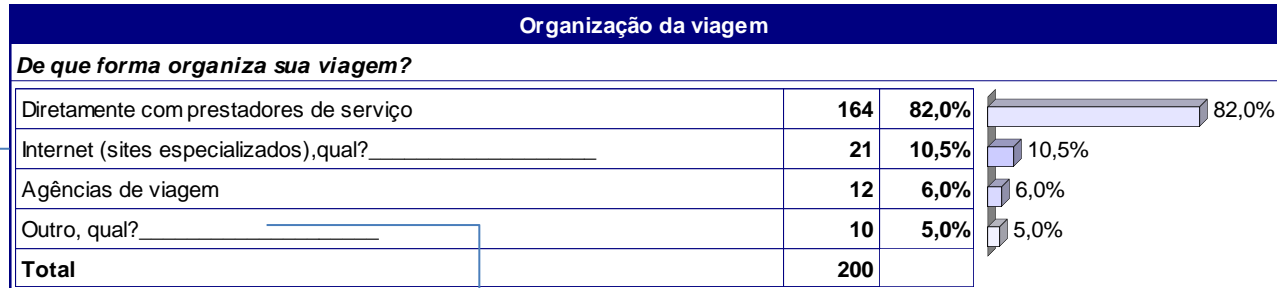 Organização da viagem
De que forma organiza sua viagem?
Diretamente com prestadores de serviço 164 82,0% 82,0%
Internet (sites especializados),qual?____________________ 21 10,5% 10,5%
Agências de viagem 12 6,0% 6,0%
Outro, qual?_____________________ 10 5,0% 5,0%
Total 200